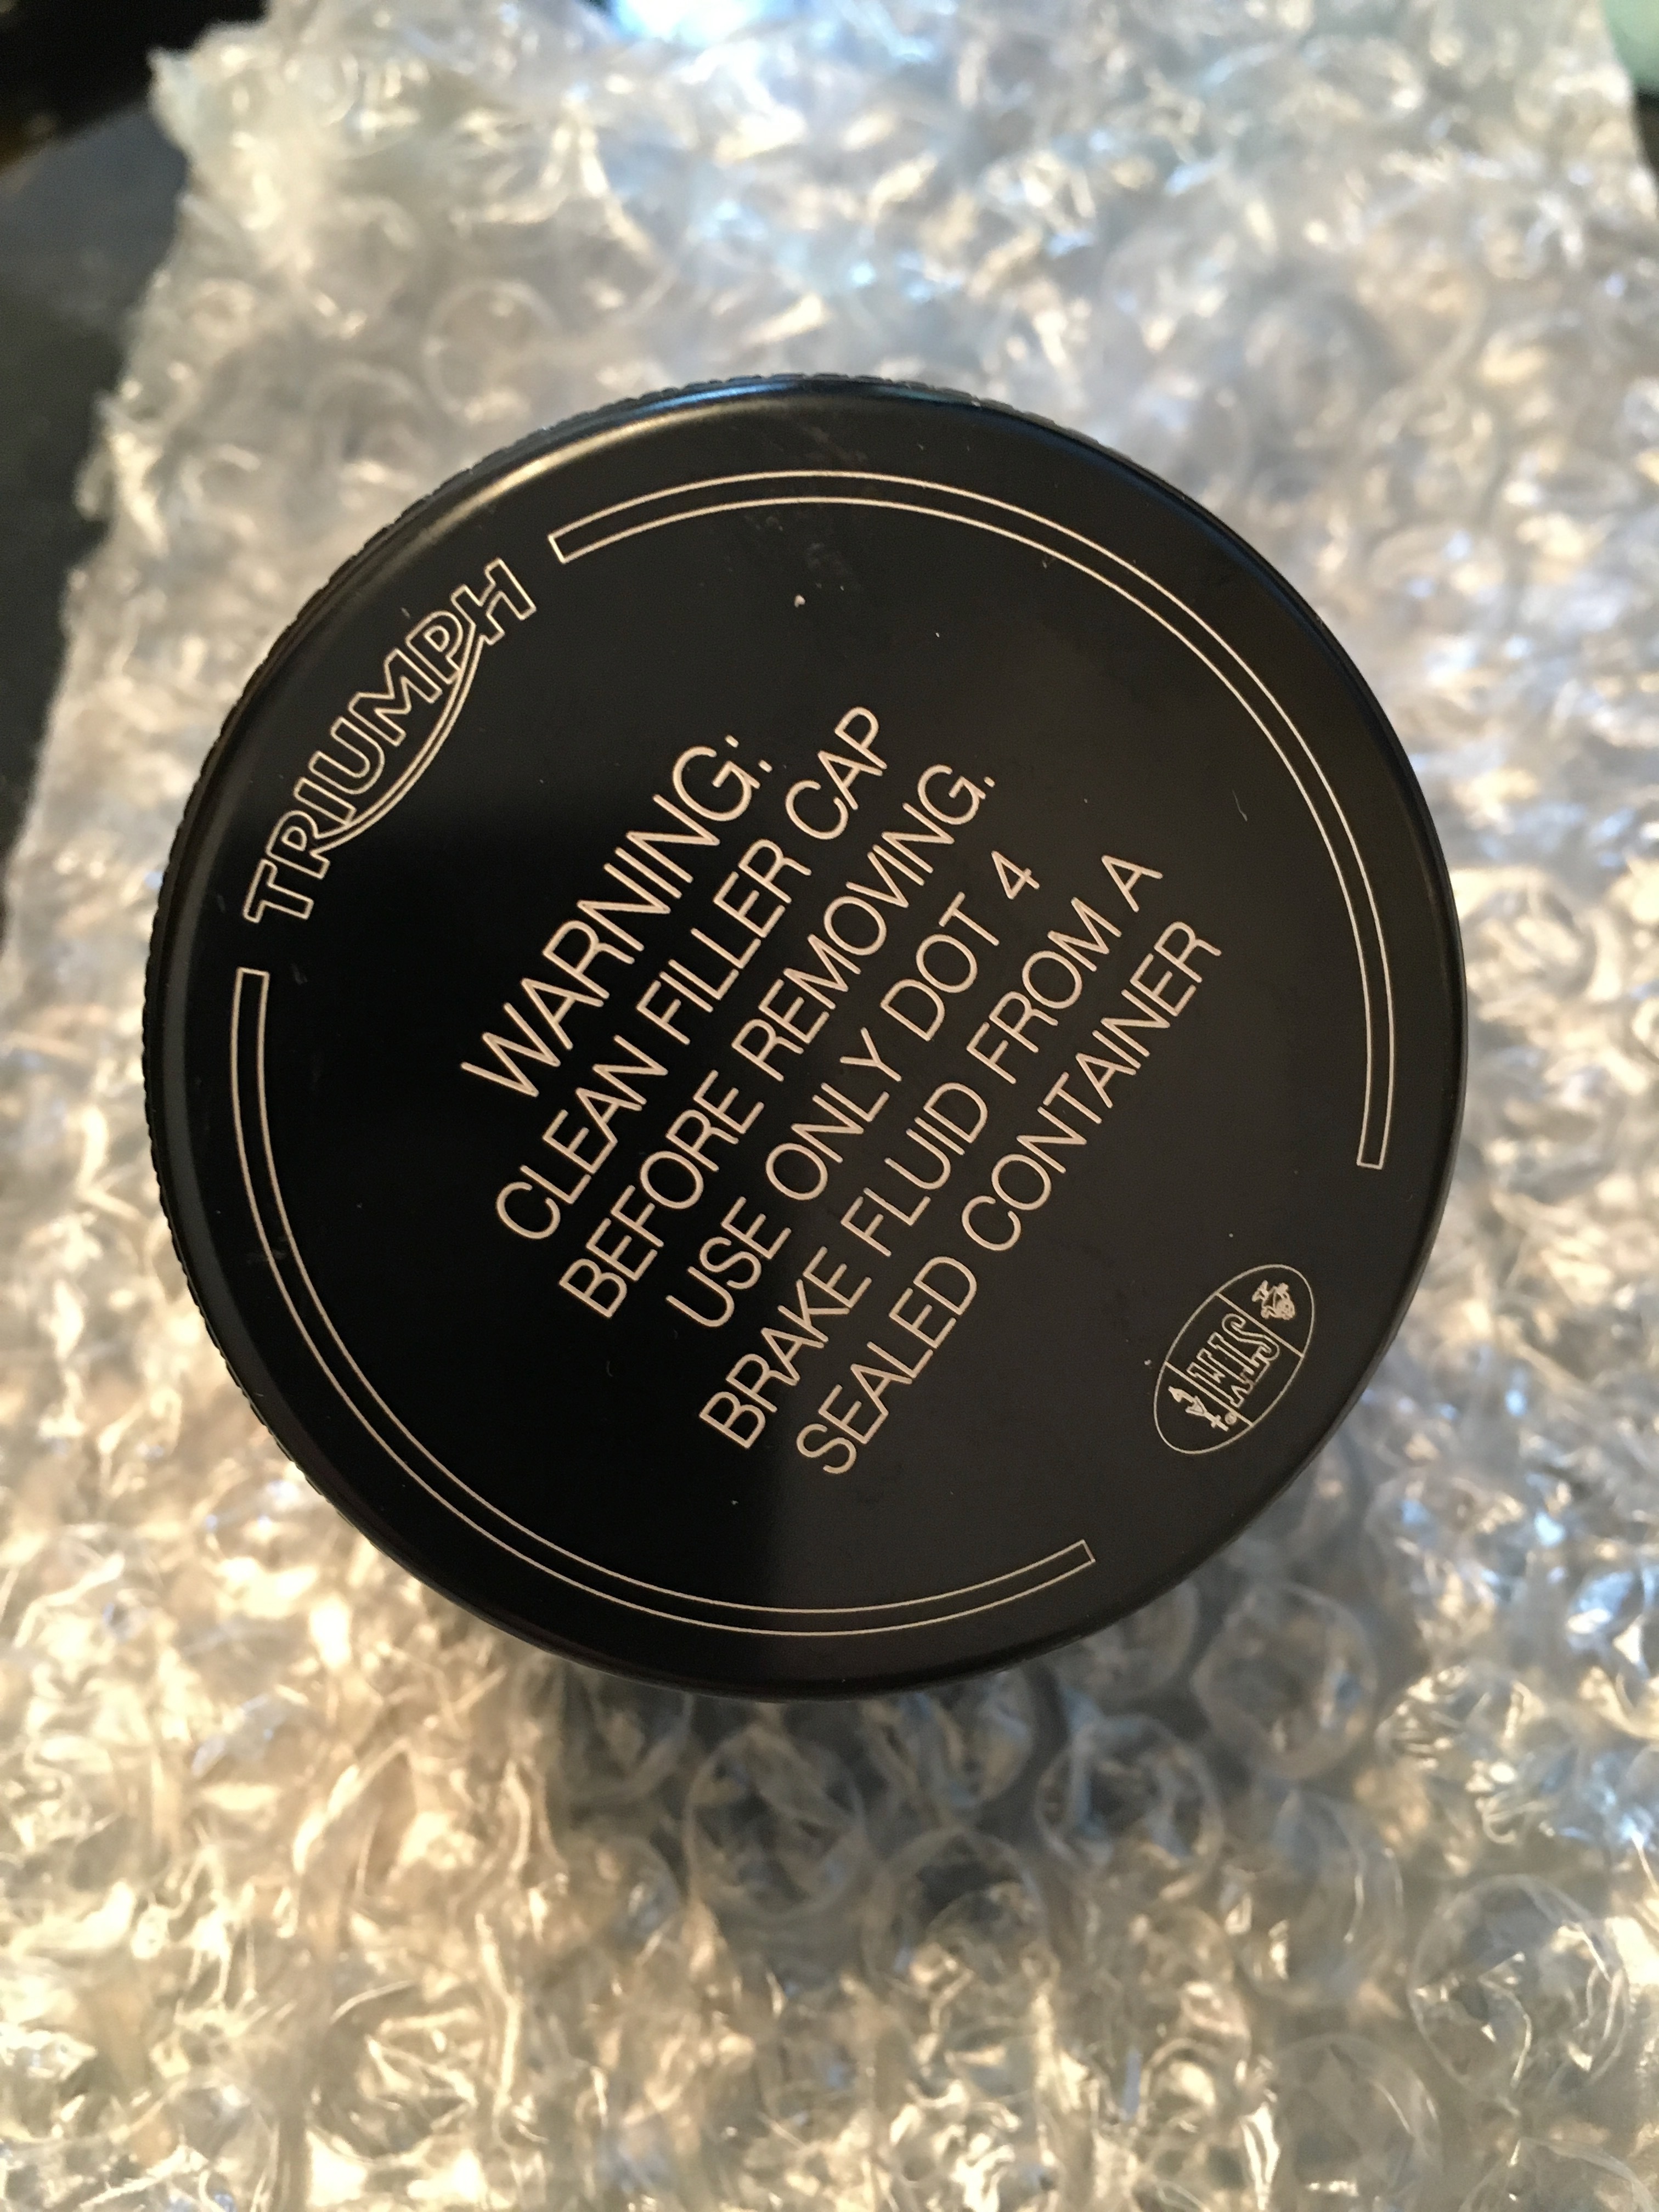 TRIUMPH
WARNING:
CLEAN FILLER CAP
BEFORE REMOVING.
USE ONLY DOT 4
BRAKE FLUID FROM A
SEALED CONTAINER